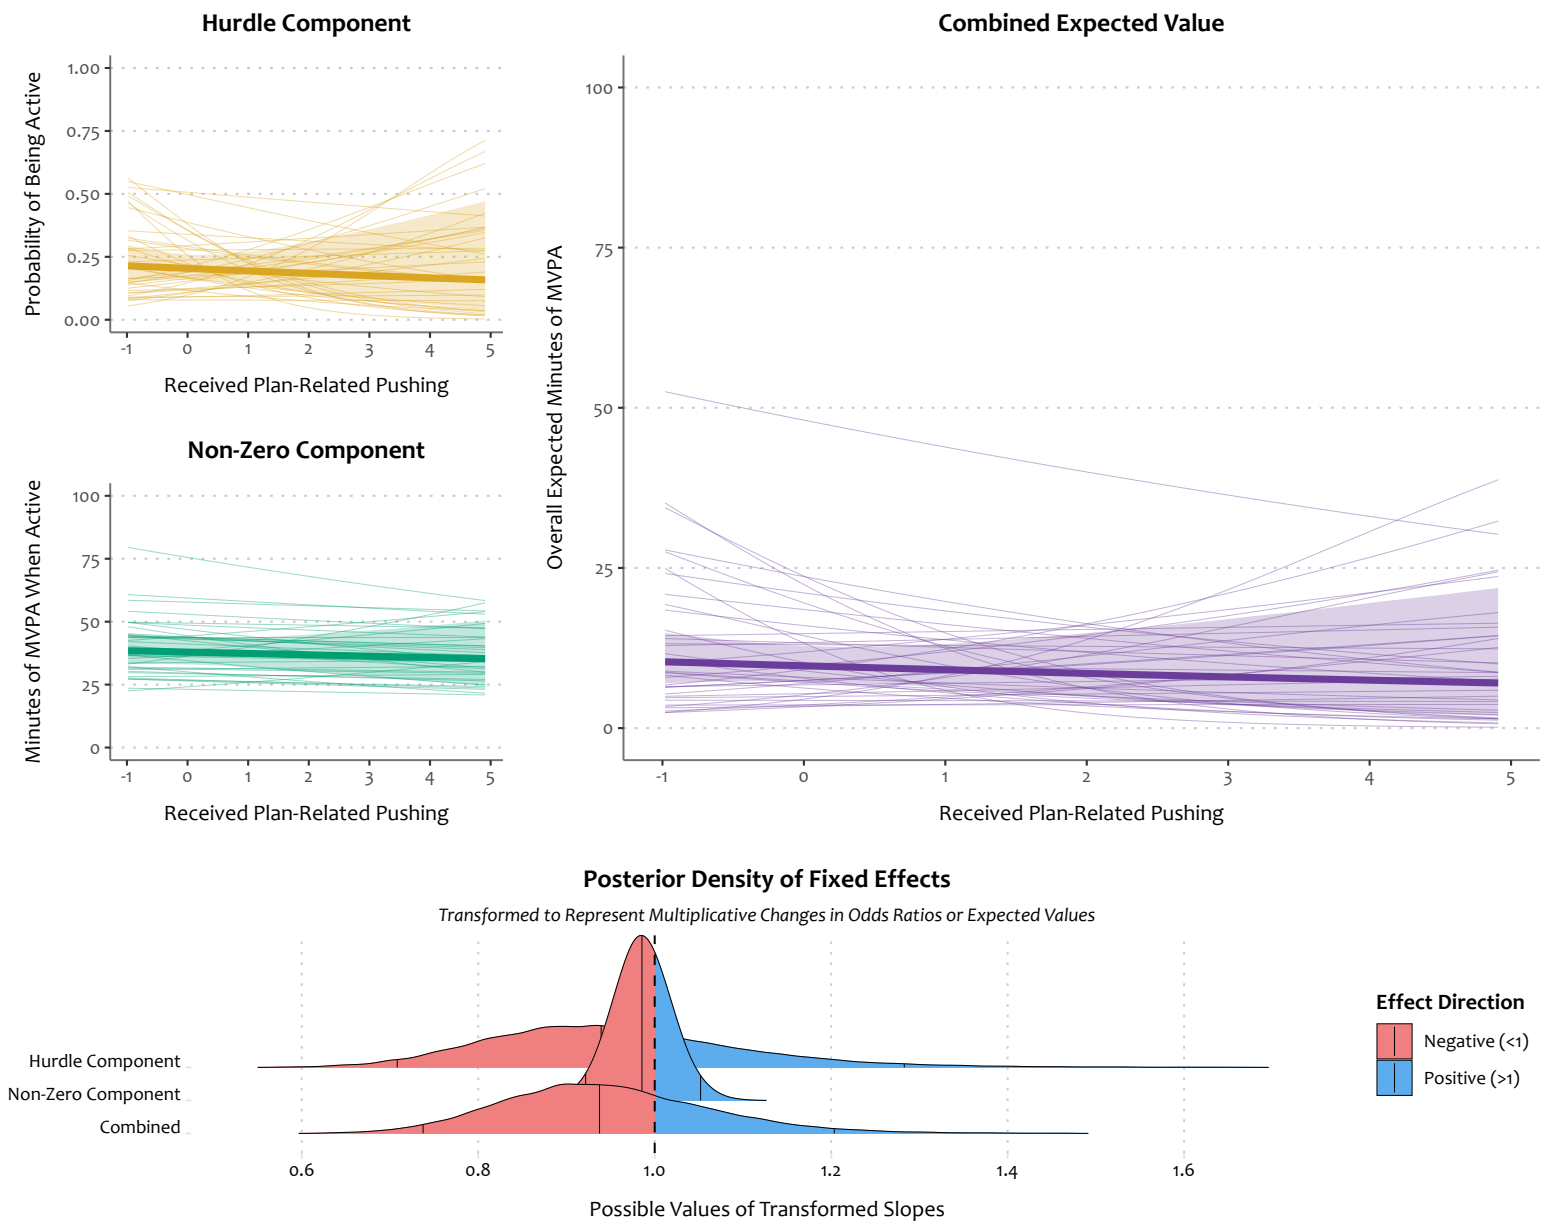 Hurdle Component
Probability of Being Active
1.00
0.75
0.50
0.25
0.00
-1 0 1 2 3 4 5
Received Plan-Related Pushing
Non-Zero Component
Minutes of MVPA When Active
100
75
50
25
0
-1 0 1 2 3 4 5
Received Plan-Related Pushing
Combined Expected Value
Overall Expected Minutes of MVPA
100
75
50
25
0
-1 0 1 2 3 4 5
Received Plan-Related Pushing
Posterior Density of Fixed Effects
Transformed to Represent Multiplicative Changes in Odds Ratios or Expected Values
Hurdle Component
Non-Zero Component
Combined
0.6 0.8 1.0 1.2 1.4 1.6
Possible Values of Transformed Slopes
Effect Direction
Negative (<1)
Positive (>1)